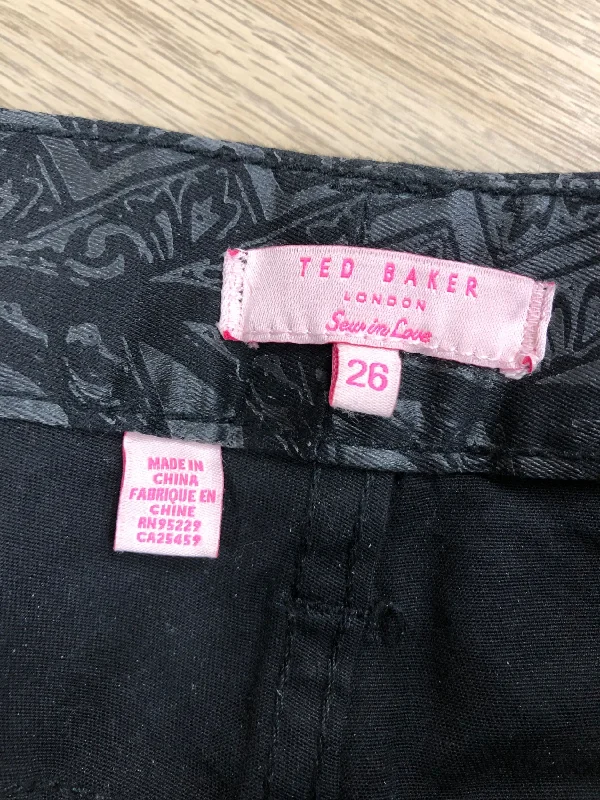 TED BAKER
LONDON
Sew in Love
26
MADE IN
CHINA
FABRIQUE EN
CHINE
RN95229
CA25459